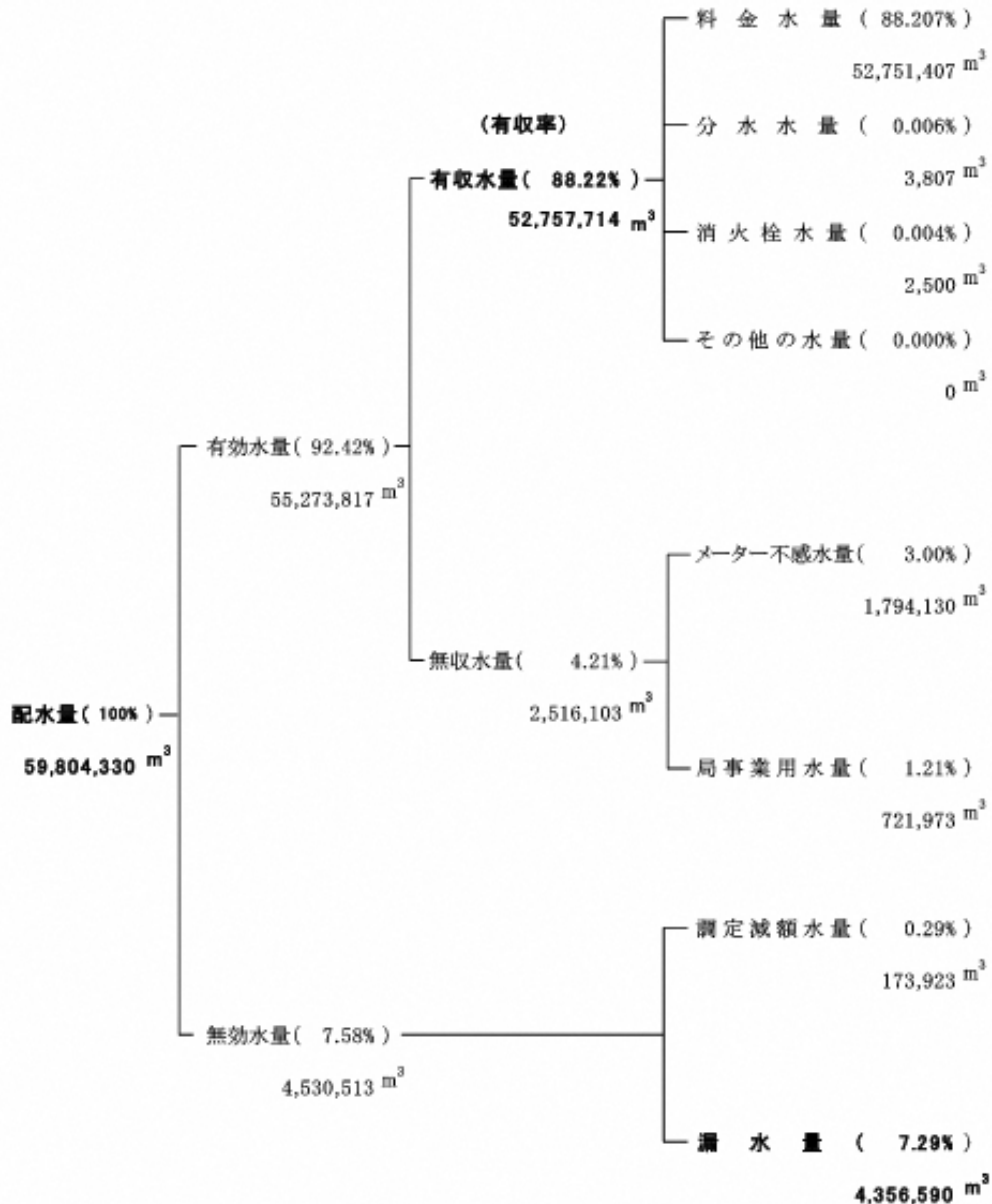 料金水量 ( 88.207% )
52,751,407 m³
(有収率)
分水水量 ( 0.006% )
3,807 m³
有収水量 ( 88.22% )
52,757,714 m³
消火栓水量 ( 0.004% )
2,500 m³
その他の水量 ( 0.000% )
0 m³
有効水量 ( 92.42% )
55,273,817 m³
メーター不感水量 ( 3.00% )
1,794,130 m³
無収水量 ( 4.21% )
2,516,103 m³
配水量 ( 100% )
59,804,330 m³
局事業用水量 ( 1.21% )
721,973 m³
調定減額水量 ( 0.29% )
173,923 m³
無効水量 ( 7.58% )
4,530,513 m³
漏水量 ( 7.29% )
4,356,590 m³